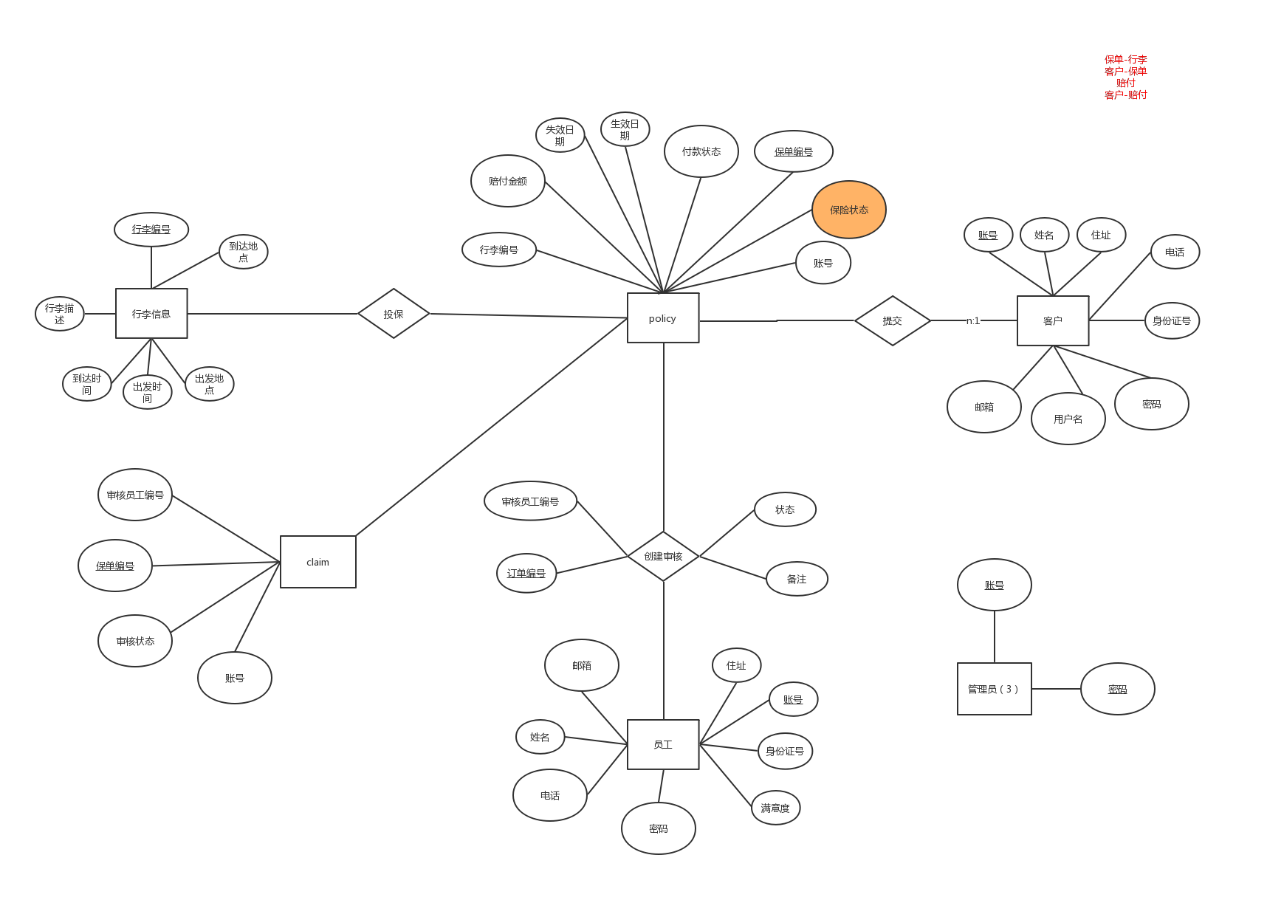 保单-行李
客户-保单
赔付
客户-赔付
失效日
期
生效日
期
付款状态
保单编号
赔付金额
保险状态
行李编号
账号
行李编号
到达地
点
行李描
述
行李信息
到达时
间
出发时
间
出发地
点
投保
policy
提交
n:1
账号
姓名
住址
电话
客户
身份证号
邮箱
用户名
密码
审核员工编号
保单编号
审核状态
账号
claim
审核员工编号
订单编号
创建审核
状态
备注
邮箱
姓名
电话
密码
员工
住址
账号
身份证号
满意度
账号
管理员（3）
密码